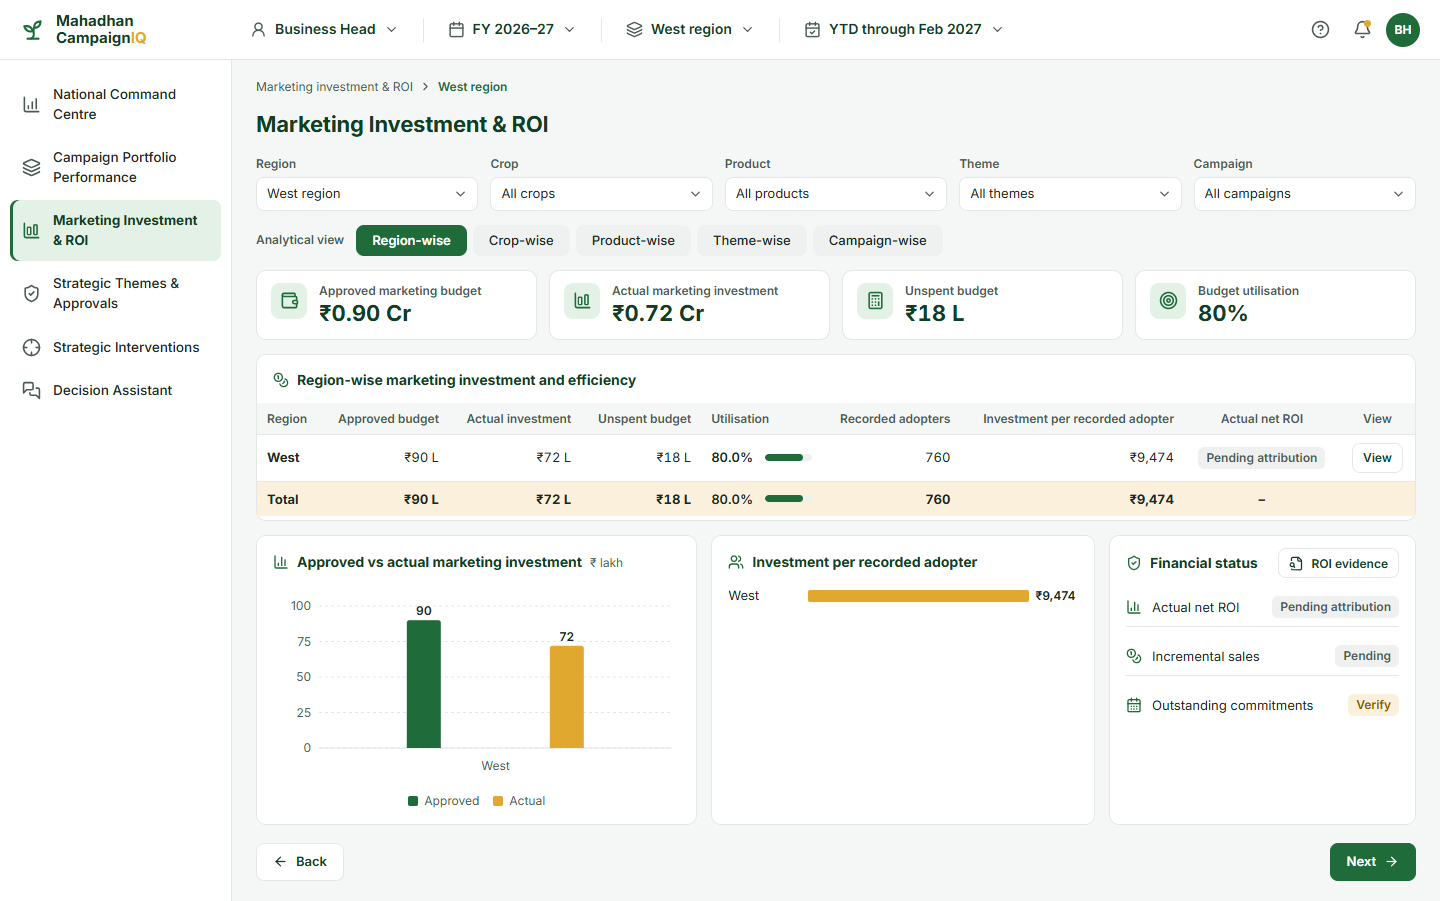 Mahadhan
CampaignIQ
Business Head
FY 2026–27
West region
YTD through Feb 2027
BH
National Command
Centre
Campaign Portfolio
Performance
Marketing Investment
& ROI
Strategic Themes &
Approvals
Strategic Interventions
Decision Assistant
Marketing investment & ROI > West region
Marketing Investment & ROI
Region Crop Product Theme Campaign
West region All crops All products All themes All campaigns
Analytical view Region-wise Crop-wise Product-wise Theme-wise Campaign-wise
Approved marketing budget
₹0.90 Cr
Actual marketing investment
₹0.72 Cr
Unspent budget
₹18 L
Budget utilisation
80%
Region-wise marketing investment and efficiency
Region Approved budget Actual investment Unspent budget Utilisation Recorded adopters Investment per recorded adopter Actual net ROI View
West ₹90 L ₹72 L ₹18 L 80.0% 760 ₹9,474 Pending attribution View
Total ₹90 L ₹72 L ₹18 L 80.0% 760 ₹9,474 –
Approved vs actual marketing investment ₹ lakh
100
75
50
25
0
90
72
West
Approved Actual
Investment per recorded adopter
West ₹9,474
Financial status ROI evidence
Actual net ROI Pending attribution
Incremental sales Pending
Outstanding commitments Verify
Back
Next